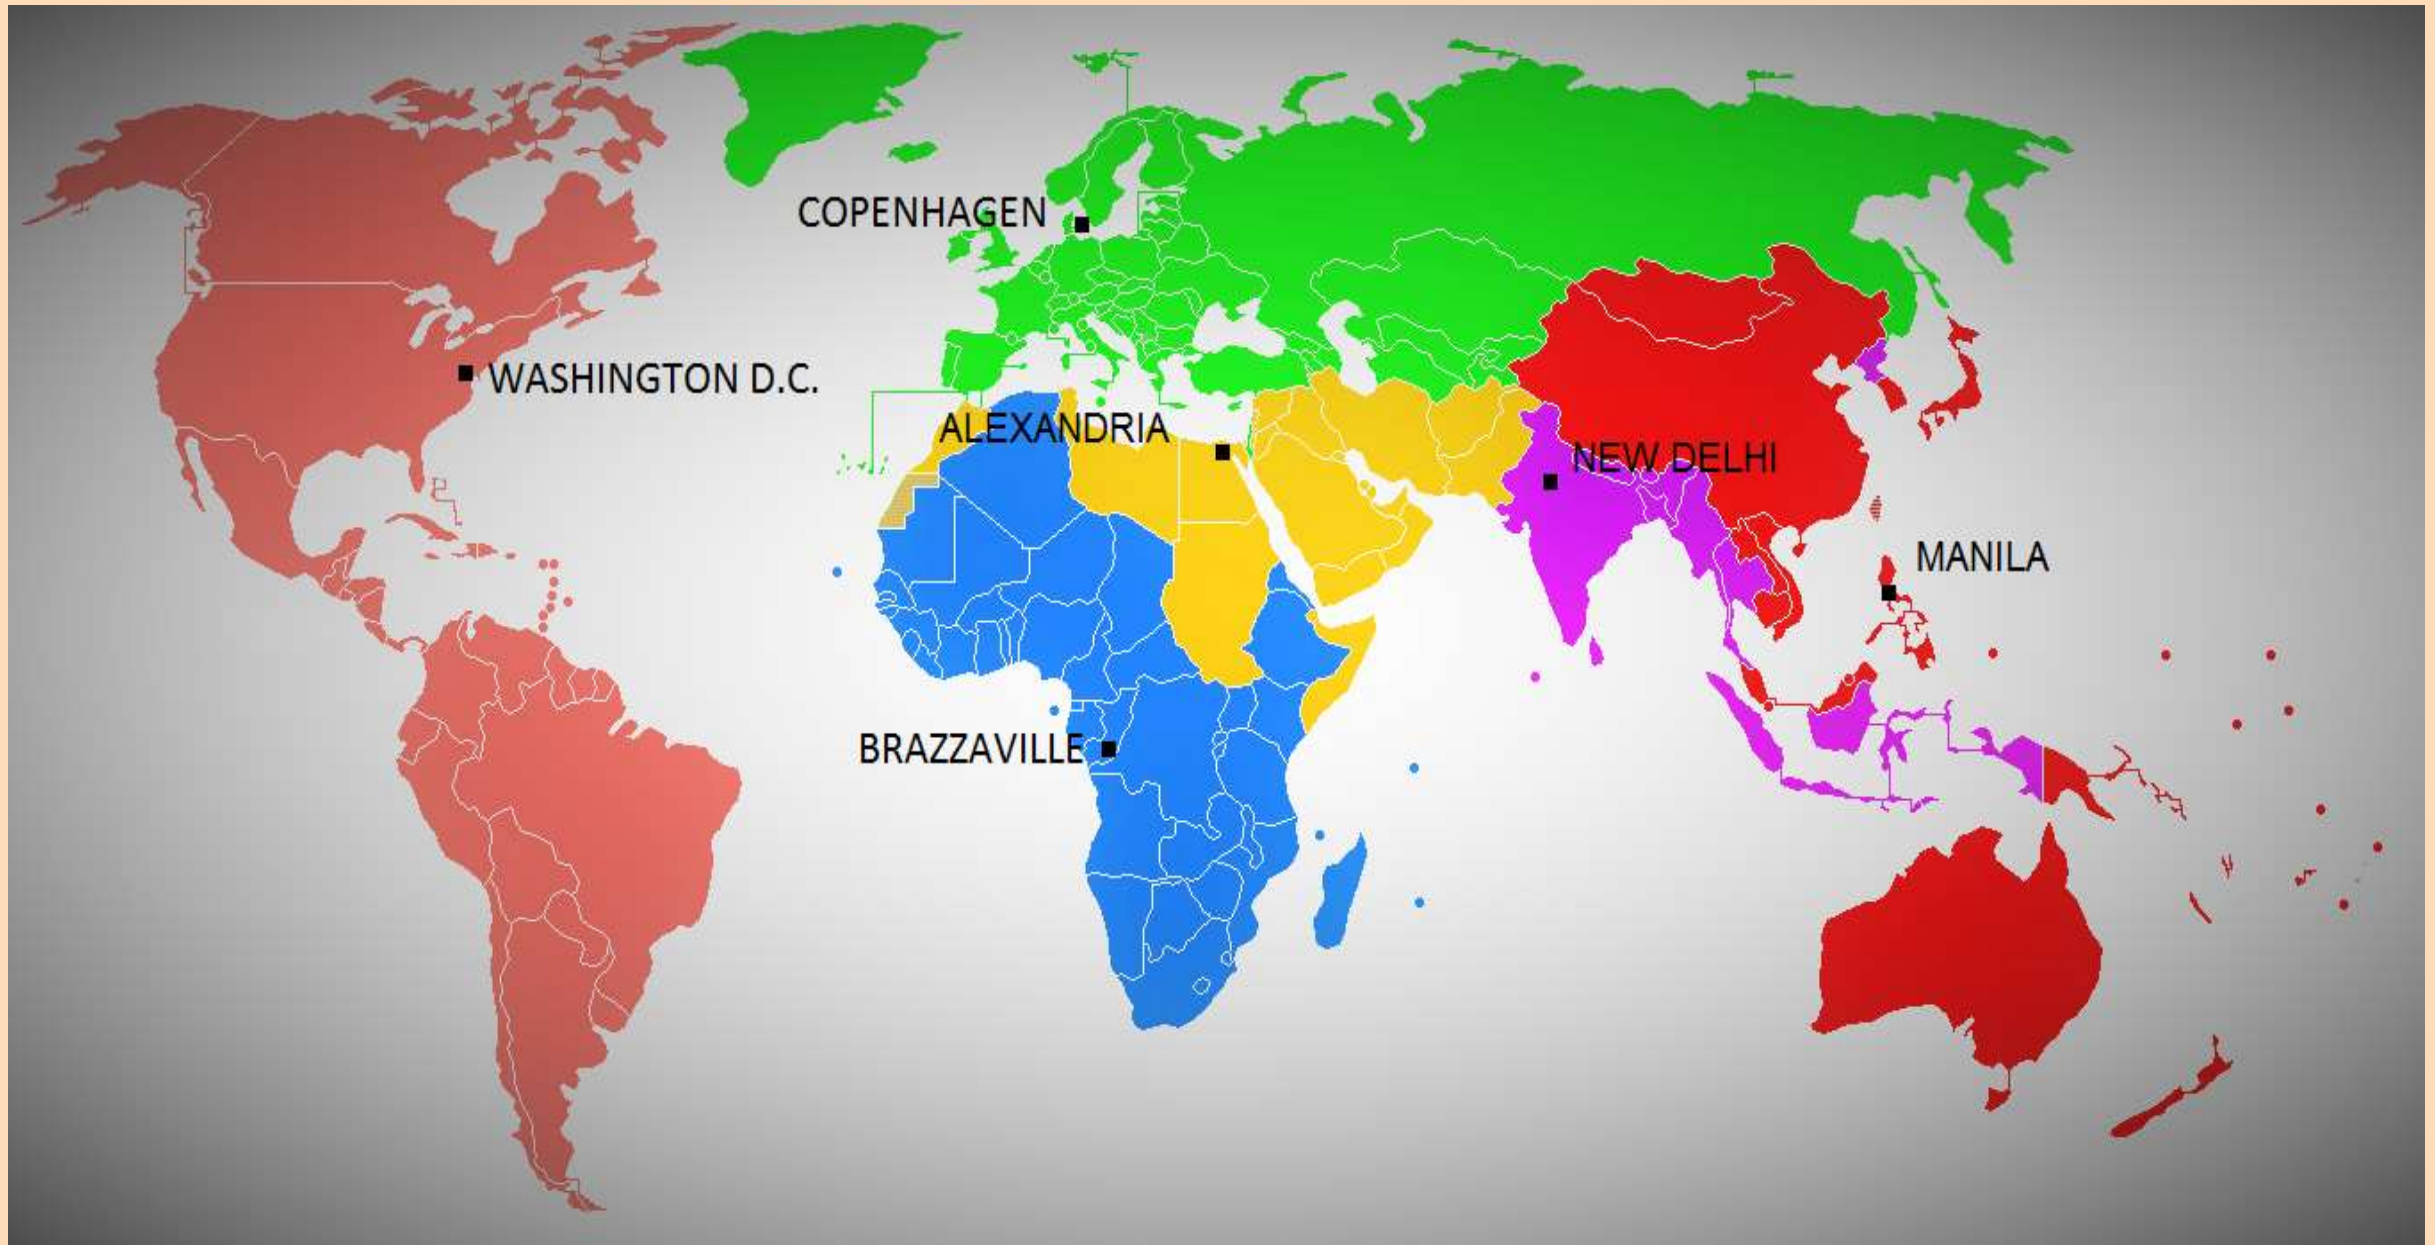 COPENHAGEN
WASHINGTON D.C.
ALEXANDRIA
NEW DELHI
MANILA
BRAZZAVILLE